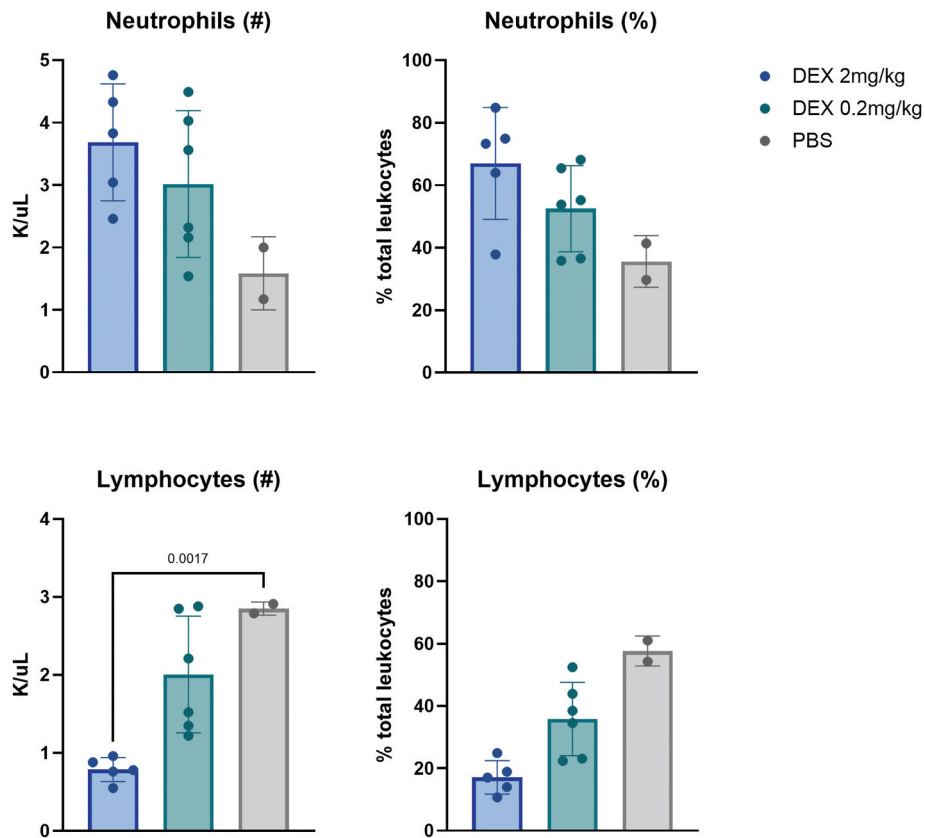 Neutrophils (#)
5
4
3
2
1
0
K/uL
Neutrophils (%)
100
80
60
40
20
0
% total leukocytes
DEX 2mg/kg
DEX 0.2mg/kg
PBS
Lymphocytes (#)
4
3
2
1
0
K/uL
0.0017
Lymphocytes (%)
100
80
60
40
20
0
% total leukocytes